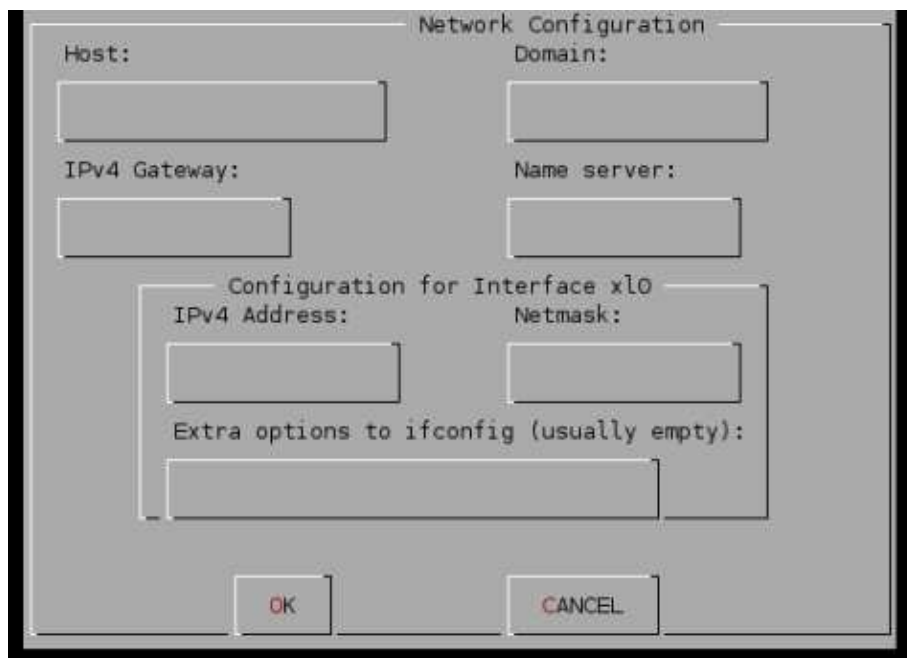 Network Configuration
Host: Domain:
IPv4 Gateway: Name server:
Configuration for Interface xl0
IPv4 Address: Netmask:
Extra options to ifconfig (usually empty):
OK CANCEL